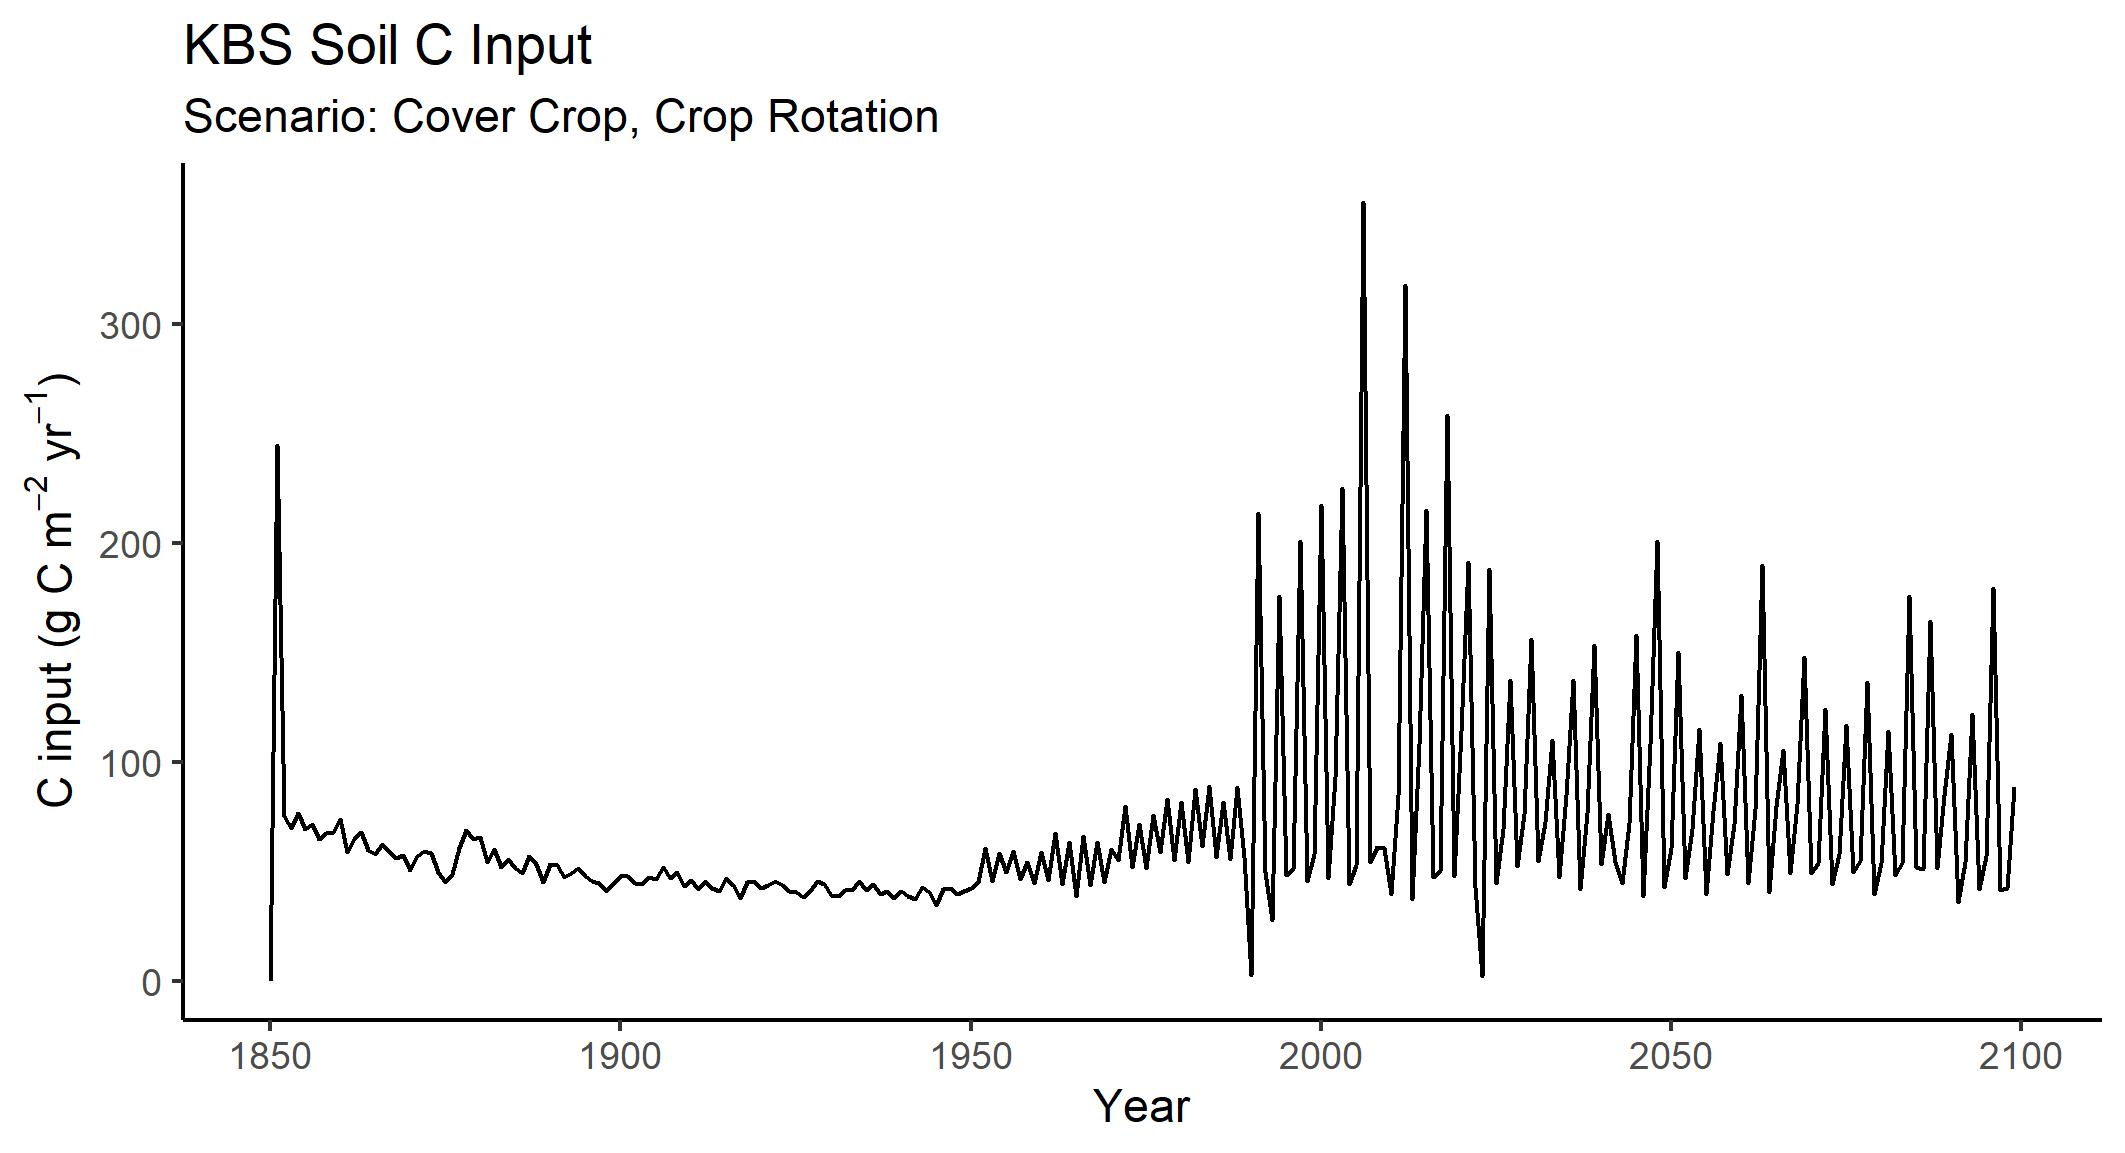 KBS Soil C Input
Scenario: Cover Crop, Crop Rotation
C input (g C m⁻² yr⁻¹)
300
200
100
0
1850 1900 1950 2000 2050 2100
Year